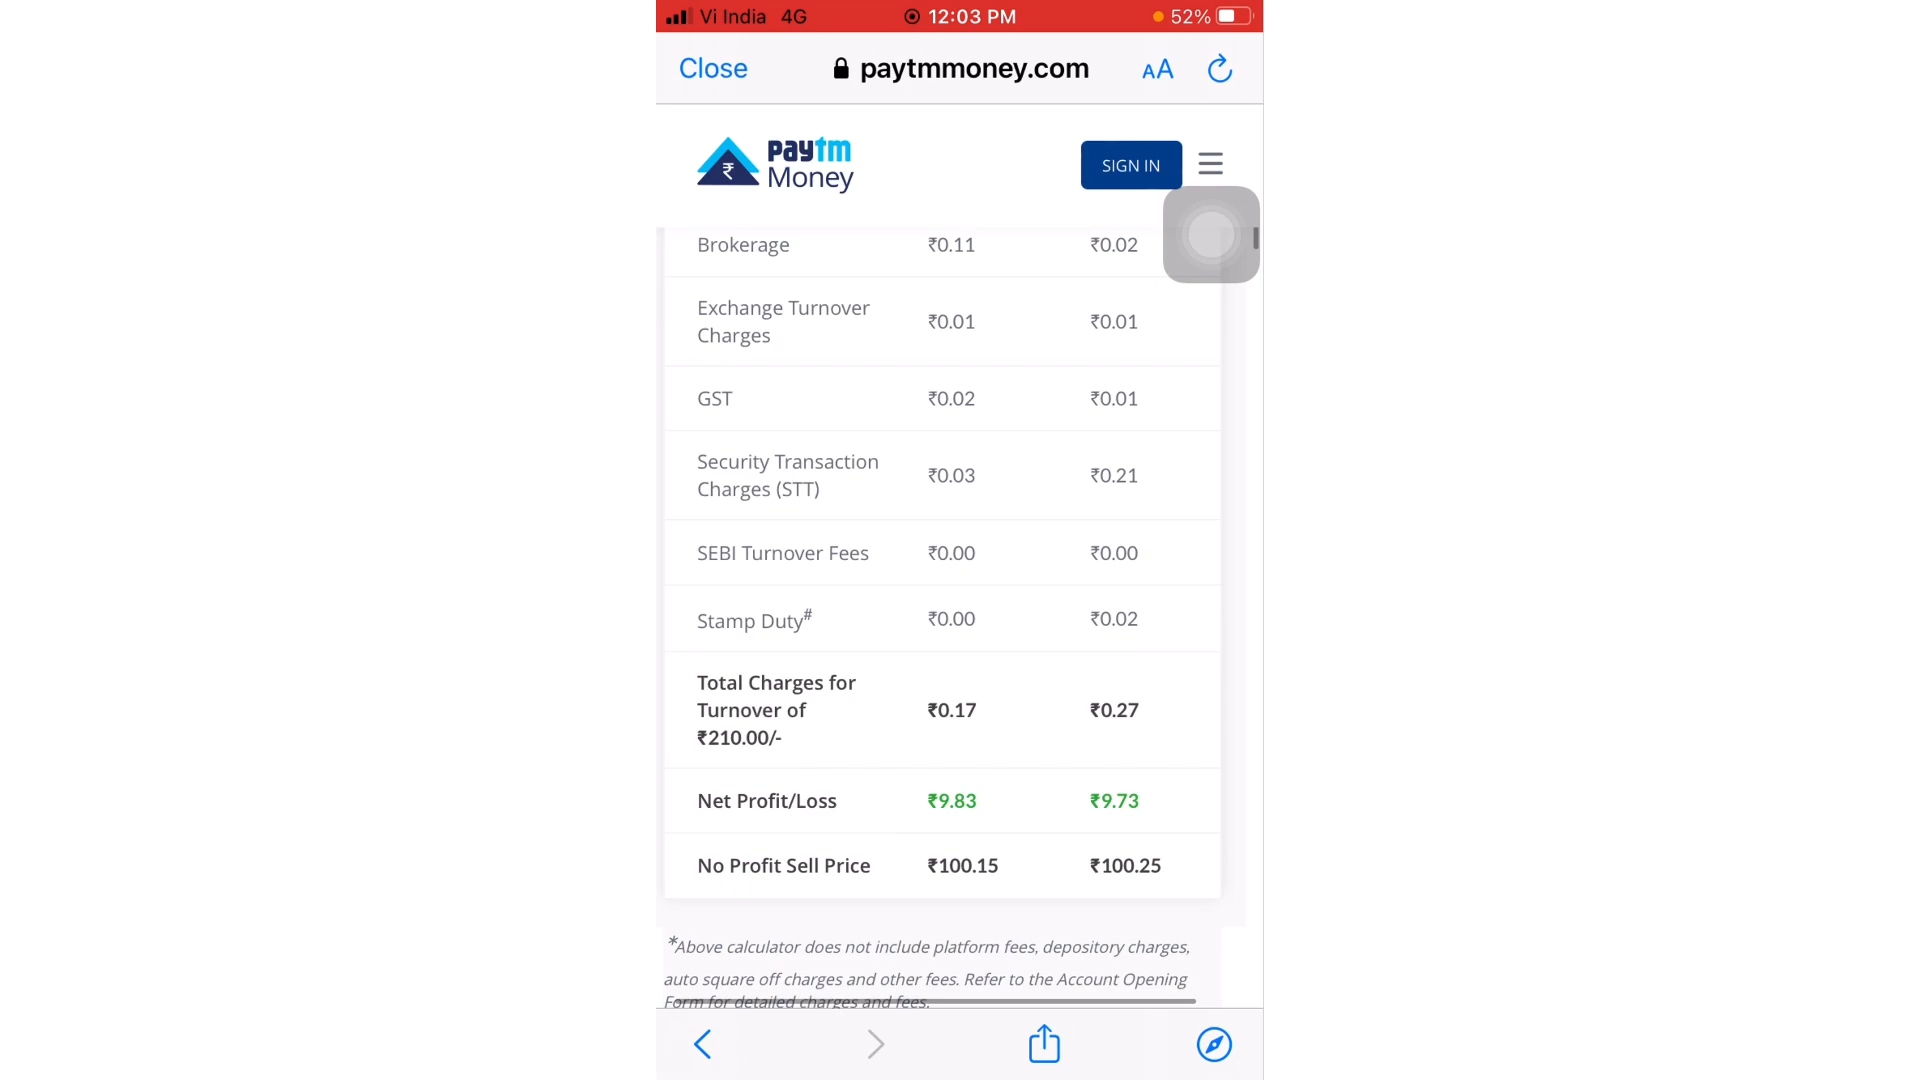 Vi India 4G 12:03 PM 52%
Close paytmmoney.com AA
₹ paytm
Money
SIGN IN
Brokerage ₹0.11 ₹0.02
Exchange Turnover
Charges ₹0.01 ₹0.01
GST ₹0.02 ₹0.01
Security Transaction
Charges (STT) ₹0.03 ₹0.21
SEBI Turnover Fees ₹0.00 ₹0.00
Stamp Duty# ₹0.00 ₹0.02
Total Charges for
Turnover of ₹0.17 ₹0.27
₹210.00/-
Net Profit/Loss ₹9.83 ₹9.73
No Profit Sell Price ₹100.15 ₹100.25
*Above calculator does not include platform fees, depository charges,
auto square off charges and other fees. Refer to the Account Opening
Form for detailed charges and fees.